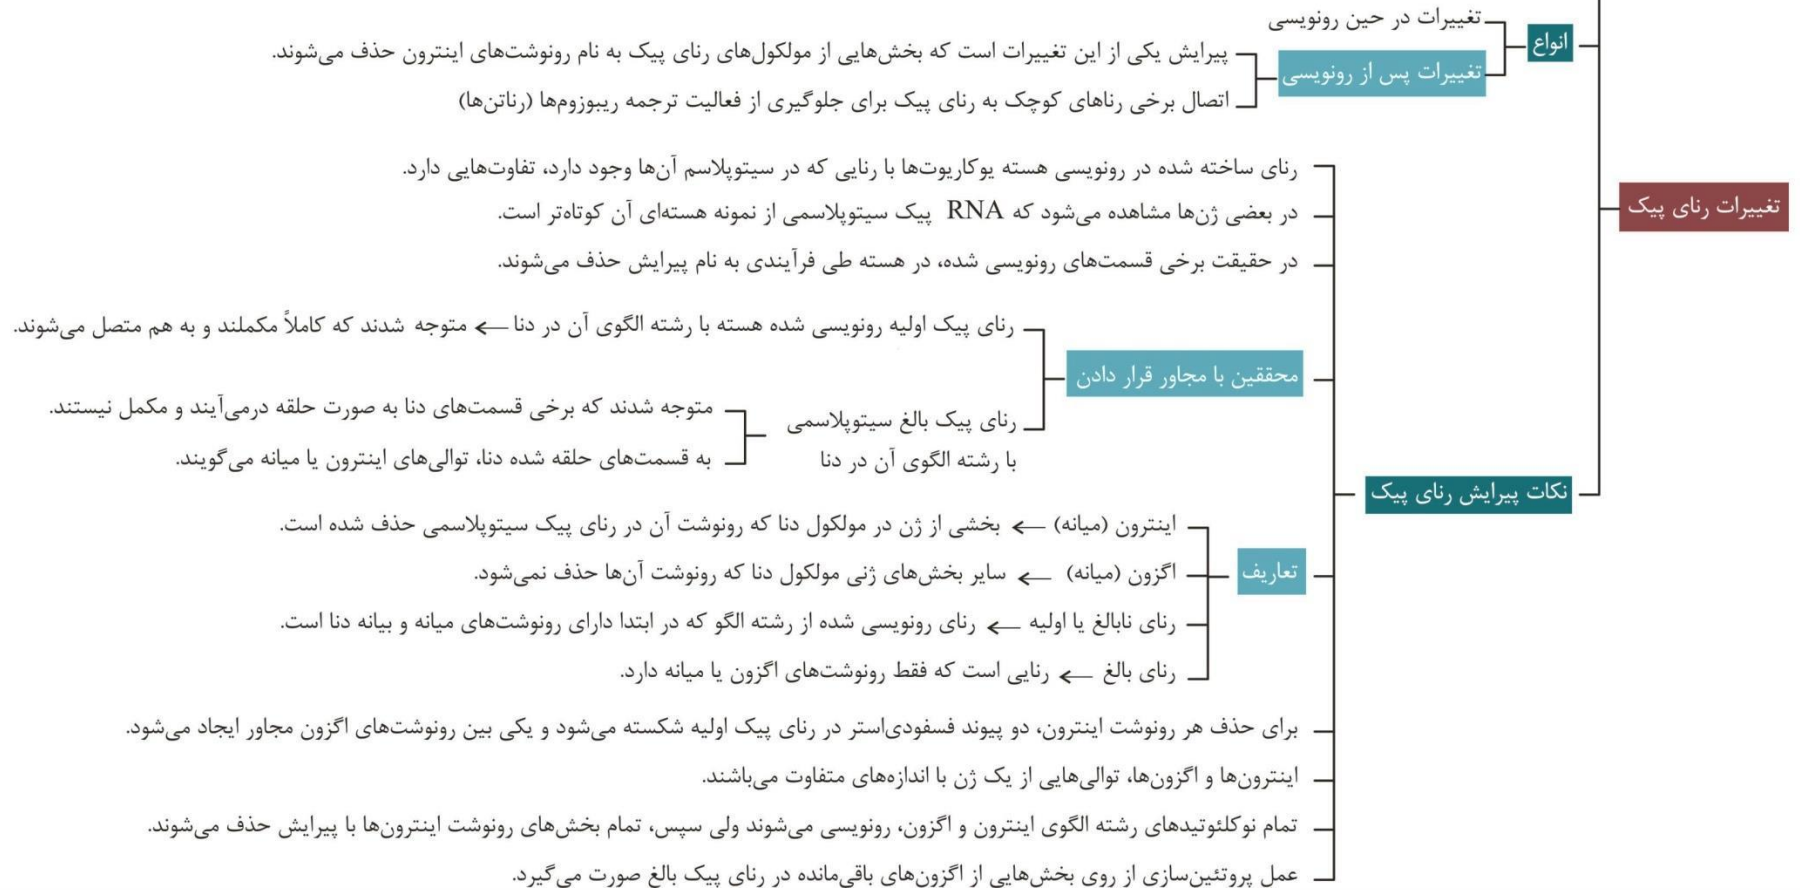 تغییرات رنای پیک
انواع
تغییرات در حین رونویسی
تغییرات پس از رونویسی
پیرایش یکی از این تغییرات است که بخش‌هایی از مولکول‌های رنای پیک به نام رونوشت‌های اینترون حذف می‌شوند.
اتصال برخی رناهای کوچک به رنای پیک برای جلوگیری از فعالیت ترجمه ریبوزوم‌ها (رناتن‌ها)
نکات پیرایش رنای پیک
رنای ساخته شده در رونویسی هسته یوکاریوت‌ها با رنایی که در سیتوپلاسم آن‌ها وجود دارد، تفاوت‌هایی دارد.
در بعضی ژن‌ها مشاهده می‌شود که RNA پیک سیتوپلاسمی از نمونه هسته‌ای آن کوتاه‌تر است.
در حقیقت برخی قسمت‌های رونویسی شده، در هسته طی فرآیندی به نام پیرایش حذف می‌شوند.
محققین با مجاور قرار دادن
رنای پیک اولیه رونویسی شده هسته با رشته الگوی آن در دنا ← متوجه شدند که کاملاً مکملند و به هم متصل می‌شوند.
رنای پیک بالغ سیتوپلاسمی
با رشته الگوی آن در دنا
متوجه شدند که برخی قسمت‌های دنا به صورت حلقه درمی‌آیند و مکمل نیستند.
به قسمت‌های حلقه شده دنا، توالی‌های اینترون یا میانه می‌گویند.
تعاریف
اینترون (میانه) ← بخشی از ژن در مولکول دنا که رونوشت آن در رنای پیک سیتوپلاسمی حذف شده است.
اگزون (میانه) ← سایر بخش‌های ژنی مولکول دنا که رونوشت آن‌ها حذف نمی‌شود.
رنای نابالغ یا اولیه ← رنای رونویسی شده از رشته الگو که در ابتدا دارای رونوشت‌های میانه و بیانه دنا است.
رنای بالغ ← رنایی است که فقط رونوشت‌های اگزون یا میانه دارد.
برای حذف هر رونوشت اینترون، دو پیوند فسفودی‌استر در رنای پیک اولیه شکسته می‌شود و یکی بین رونوشت‌های اگزون مجاور ایجاد می‌شود.
اینترون‌ها و اگزون‌ها، توالی‌هایی از یک ژن با اندازه‌های متفاوت می‌باشند.
تمام نوکلئوتیدهای رشته الگوی اینترون و اگزون، رونویسی می‌شوند ولی سپس، تمام بخش‌های رونوشت اینترون‌ها با پیرایش حذف می‌شوند.
عمل پروتئین‌سازی از روی بخش‌هایی از اگزون‌های باقی‌مانده در رنای پیک بالغ صورت می‌گیرد.